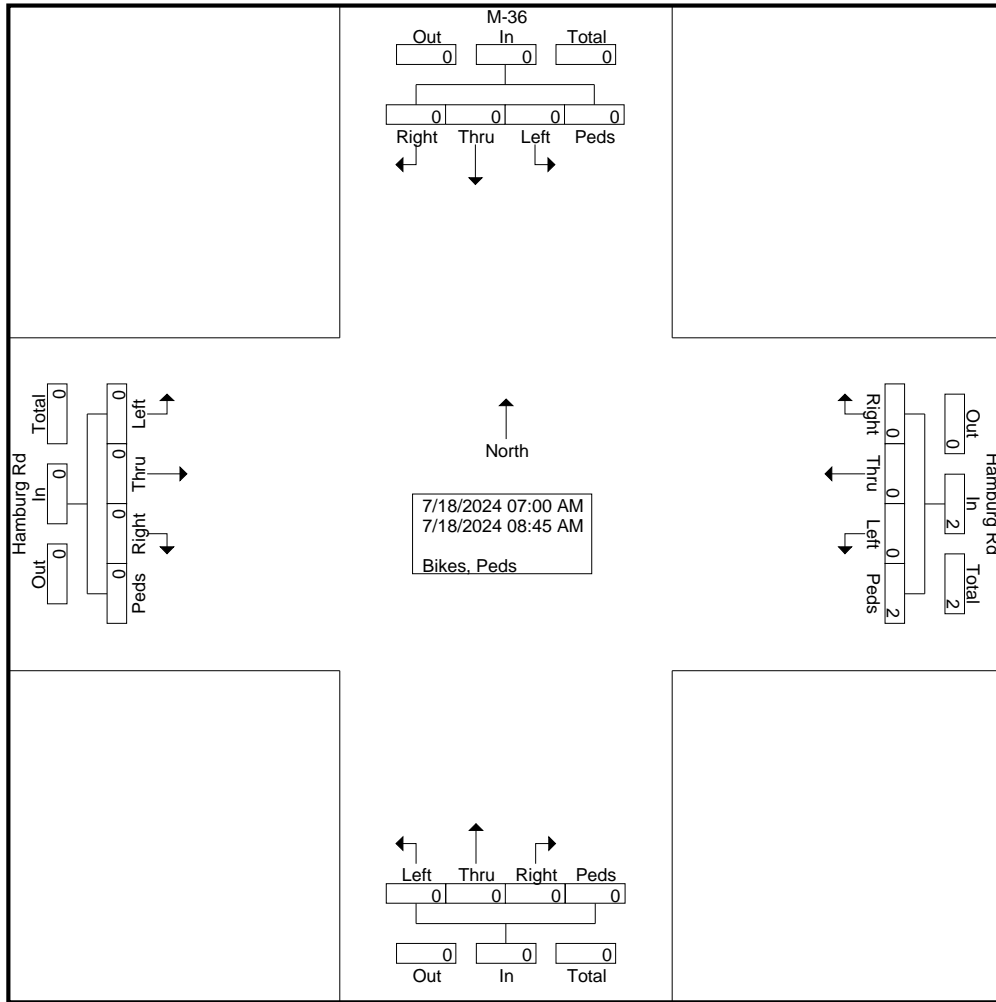 M-36
Out In Total
0 0 0
0 0 0 0
Right Thru Left Peds
Hamburg Rd
Total In Out
0 0 0
0 0 0 0
Left Thru Right Peds
North
7/18/2024 07:00 AM
7/18/2024 08:45 AM
Bikes, Peds
Right Thru Left Peds
0 0 0 2
0 2 2
Out In Total
Hamburg Rd
Left Thru Right Peds
0 0 0 0
0 0 0
Out In Total